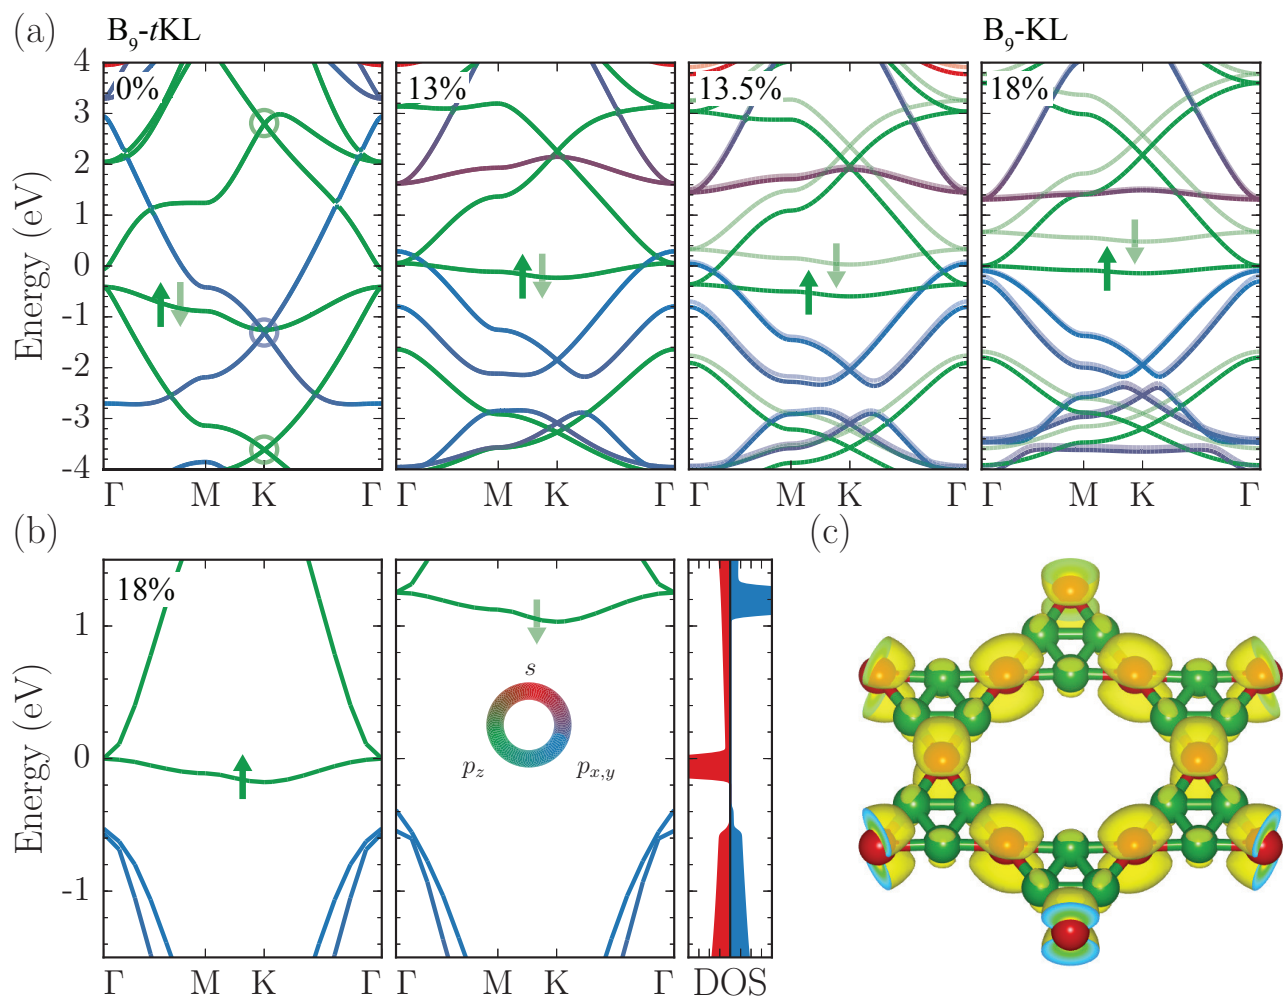 (a)
B9-tKL
B9-KL
Energy (eV)
4
3
2
1
0
-1
-2
-3
-4
0%
13%
13.5%
18%
Γ M K Γ
Γ M K Γ
Γ M K Γ
Γ M K Γ
(b)
Energy (eV)
1
0
-1
18%
s
pz
px,y
Γ M K Γ
Γ M K Γ
DOS
(c)